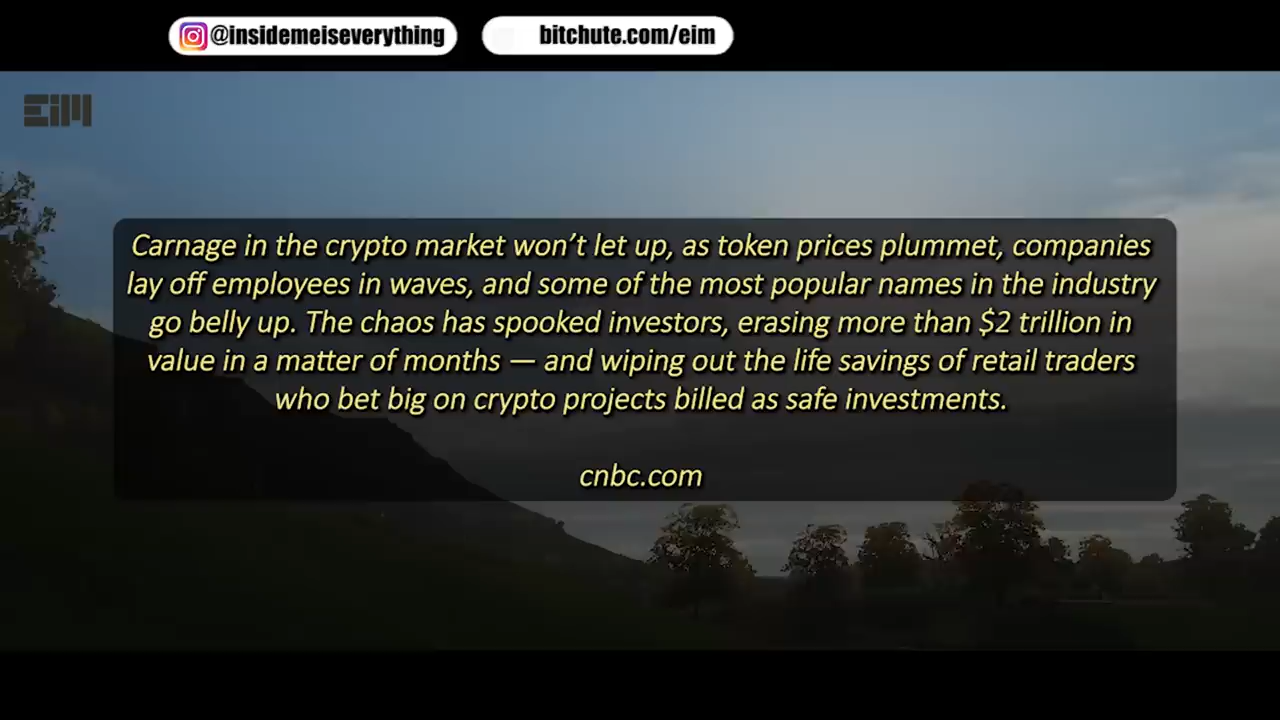 @insidemeiseverything
bitchute.com/eim
EiM
Carnage in the crypto market won’t let up, as token prices plummet, companies
lay off employees in waves, and some of the most popular names in the industry
go belly up. The chaos has spooked investors, erasing more than $2 trillion in
value in a matter of months — and wiping out the life savings of retail traders
who bet big on crypto projects billed as safe investments.
cnbc.com